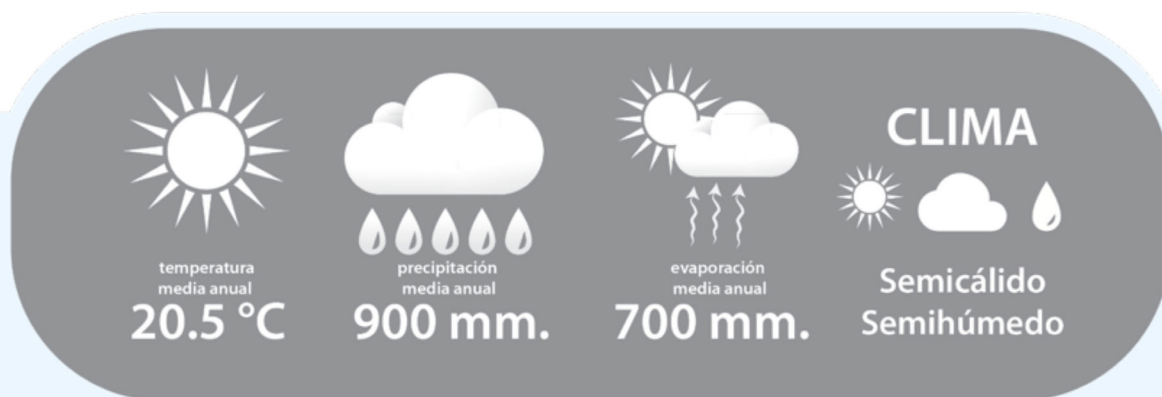 temperatura
media anual
20.5 °C
precipitación
media anual
900 mm.
evaporación
media anual
700 mm.
CLIMA
Semicálido
Semihúmedo